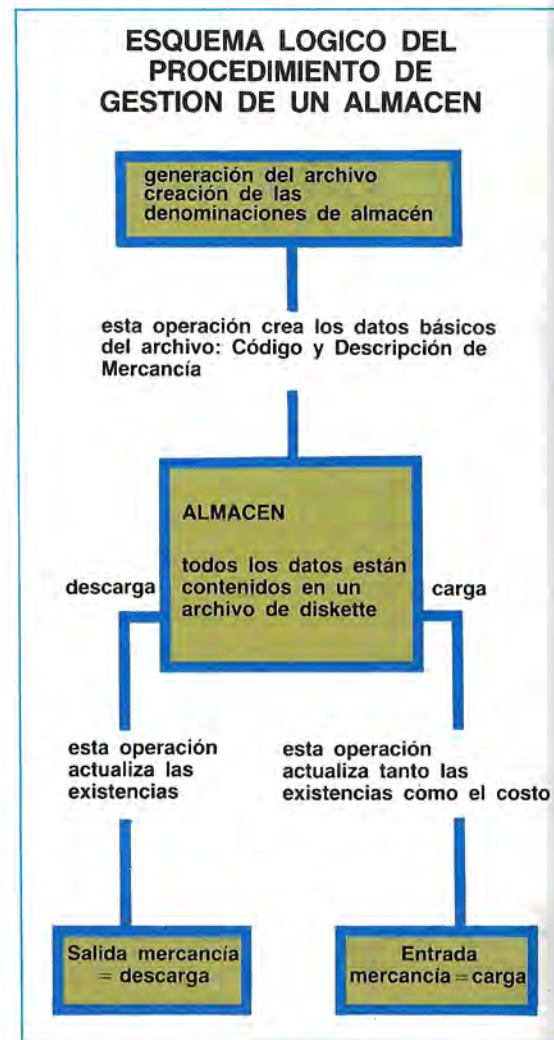 ESQUEMA LOGICO DEL
PROCEDIMIENTO DE
GESTION DE UN ALMACEN
generación del archivo
creación de las
denominaciones de almacén
esta operación crea los datos básicos
del archivo: Código y Descripción de
Mercancía
ALMACEN
todos los datos están
contenidos en un
archivo de diskette
descarga
carga
esta operación
actualiza las
existencias
esta operación
actualiza tanto las
existencias como el costo
Salida mercancía
= descarga
Entrada
mercancía = carga